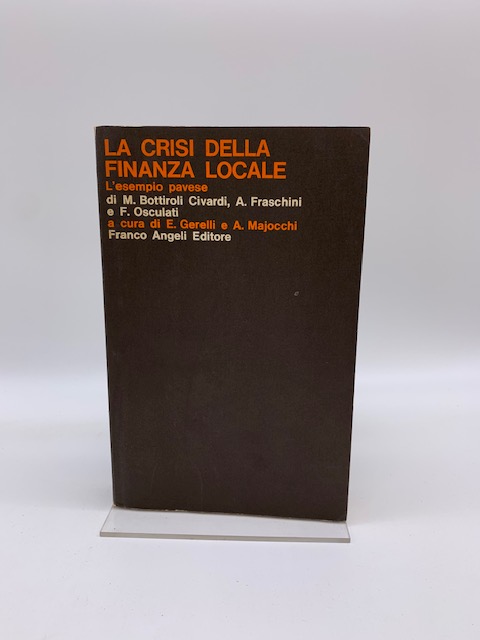 LA CRISI DELLA
FINANZA LOCALE
L'esempio pavese
di M. Bottiroli Civardi, A. Fraschini
e F. Osculati
a cura di E. Gerelli e A. Majocchi
Franco Angeli Editore